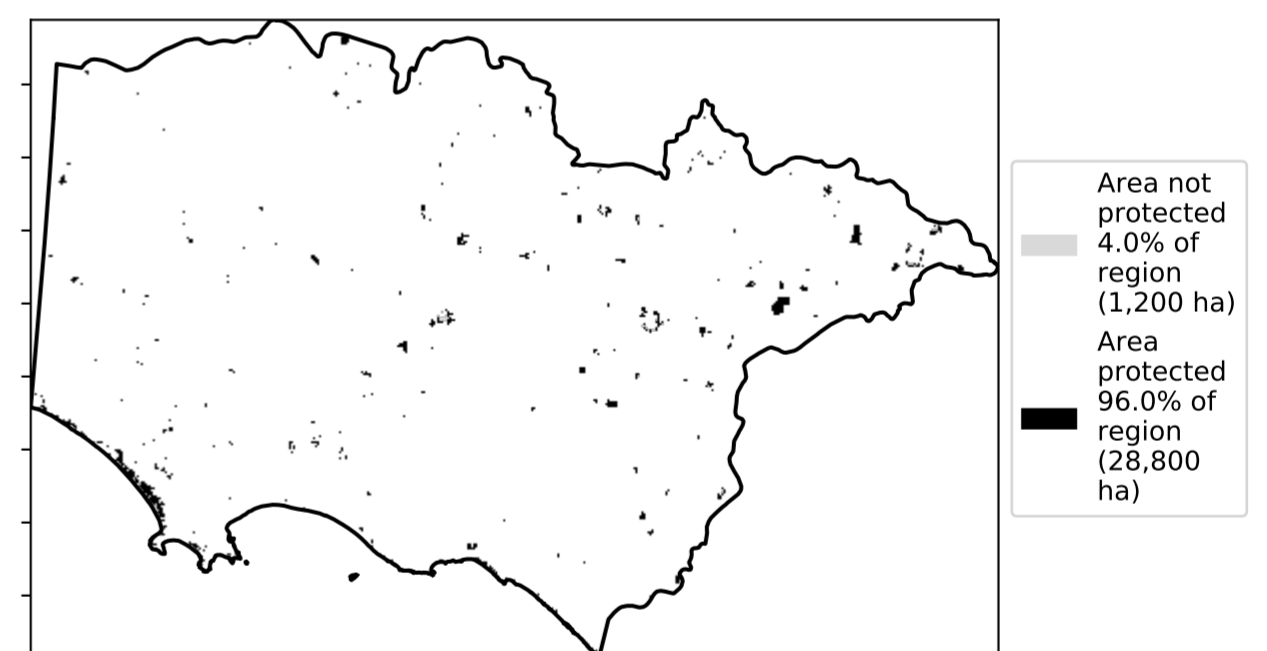 Area not
protected
4.0% of
region
(1,200 ha)
Area
protected
96.0% of
region
(28,800
ha)